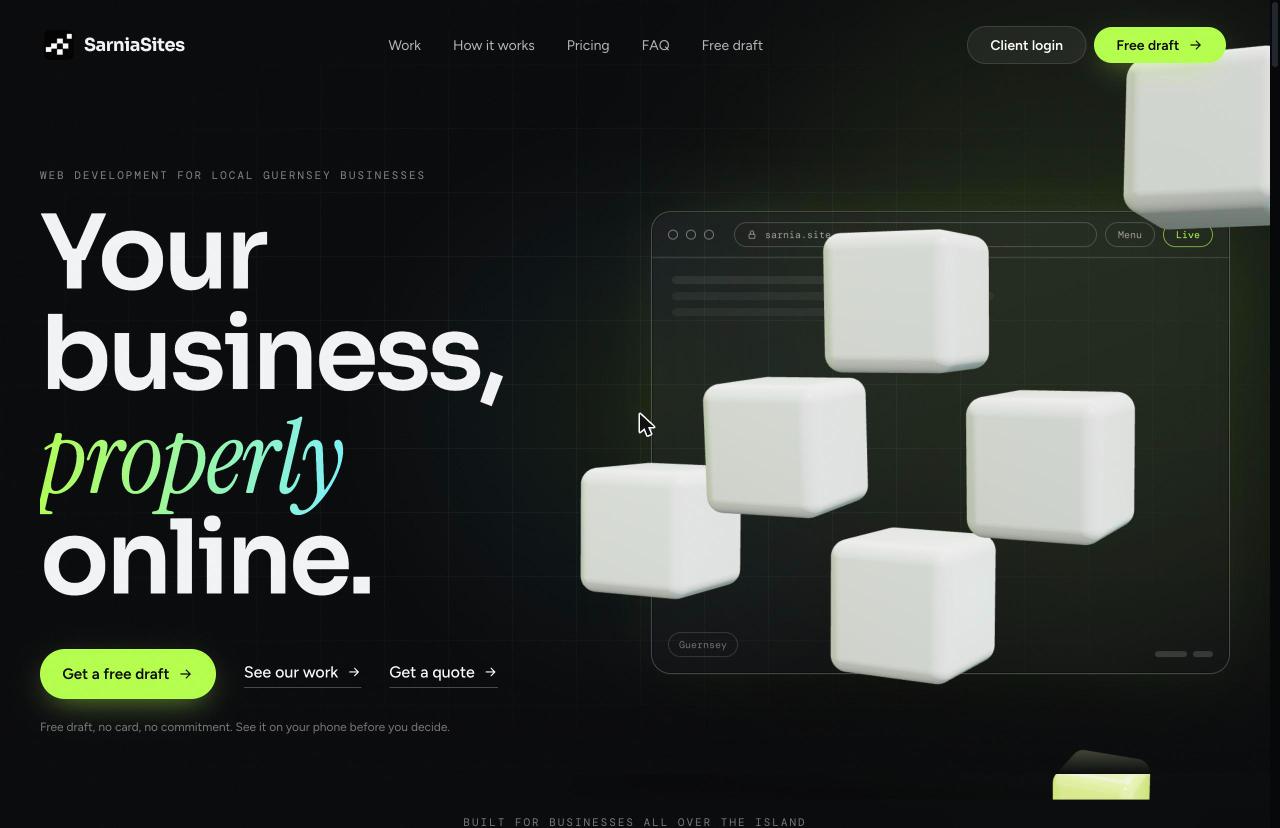 SarniaSites
Work
How it works
Pricing
FAQ
Free draft
Client login
Free draft →
WEB DEVELOPMENT FOR LOCAL GUERNSEY BUSINESSES
Your
business,
properly
online.
sarnia.site
Menu
Live
Guernsey
Get a free draft →
See our work →
Get a quote →
Free draft, no card, no commitment. See it on your phone before you decide.
BUILT FOR BUSINESSES ALL OVER THE ISLAND